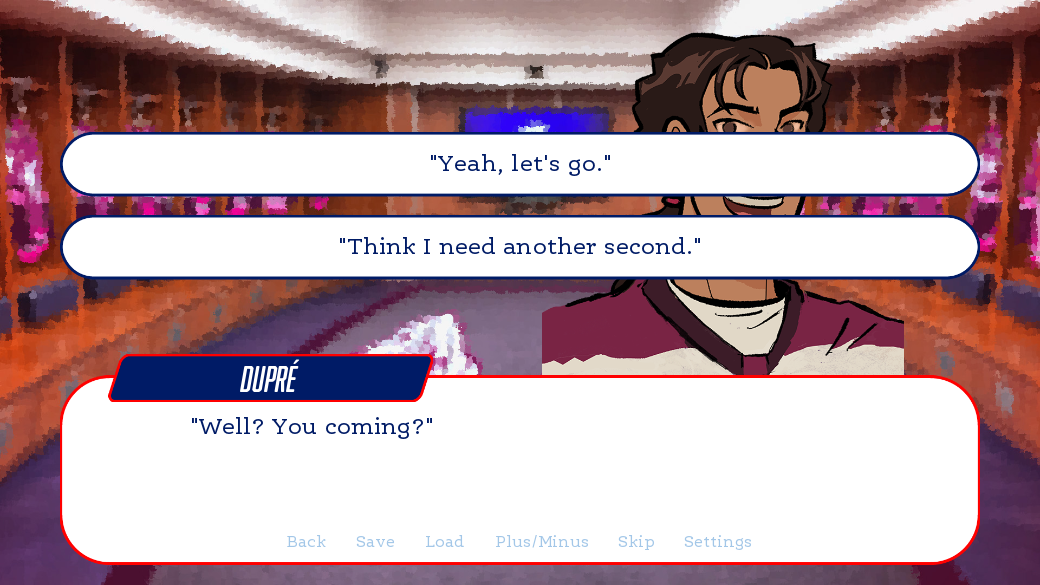 "Yeah, let's go."
"Think I need another second."
DUPRÉ
"Well? You coming?"
Back Save Load Plus/Minus Skip Settings